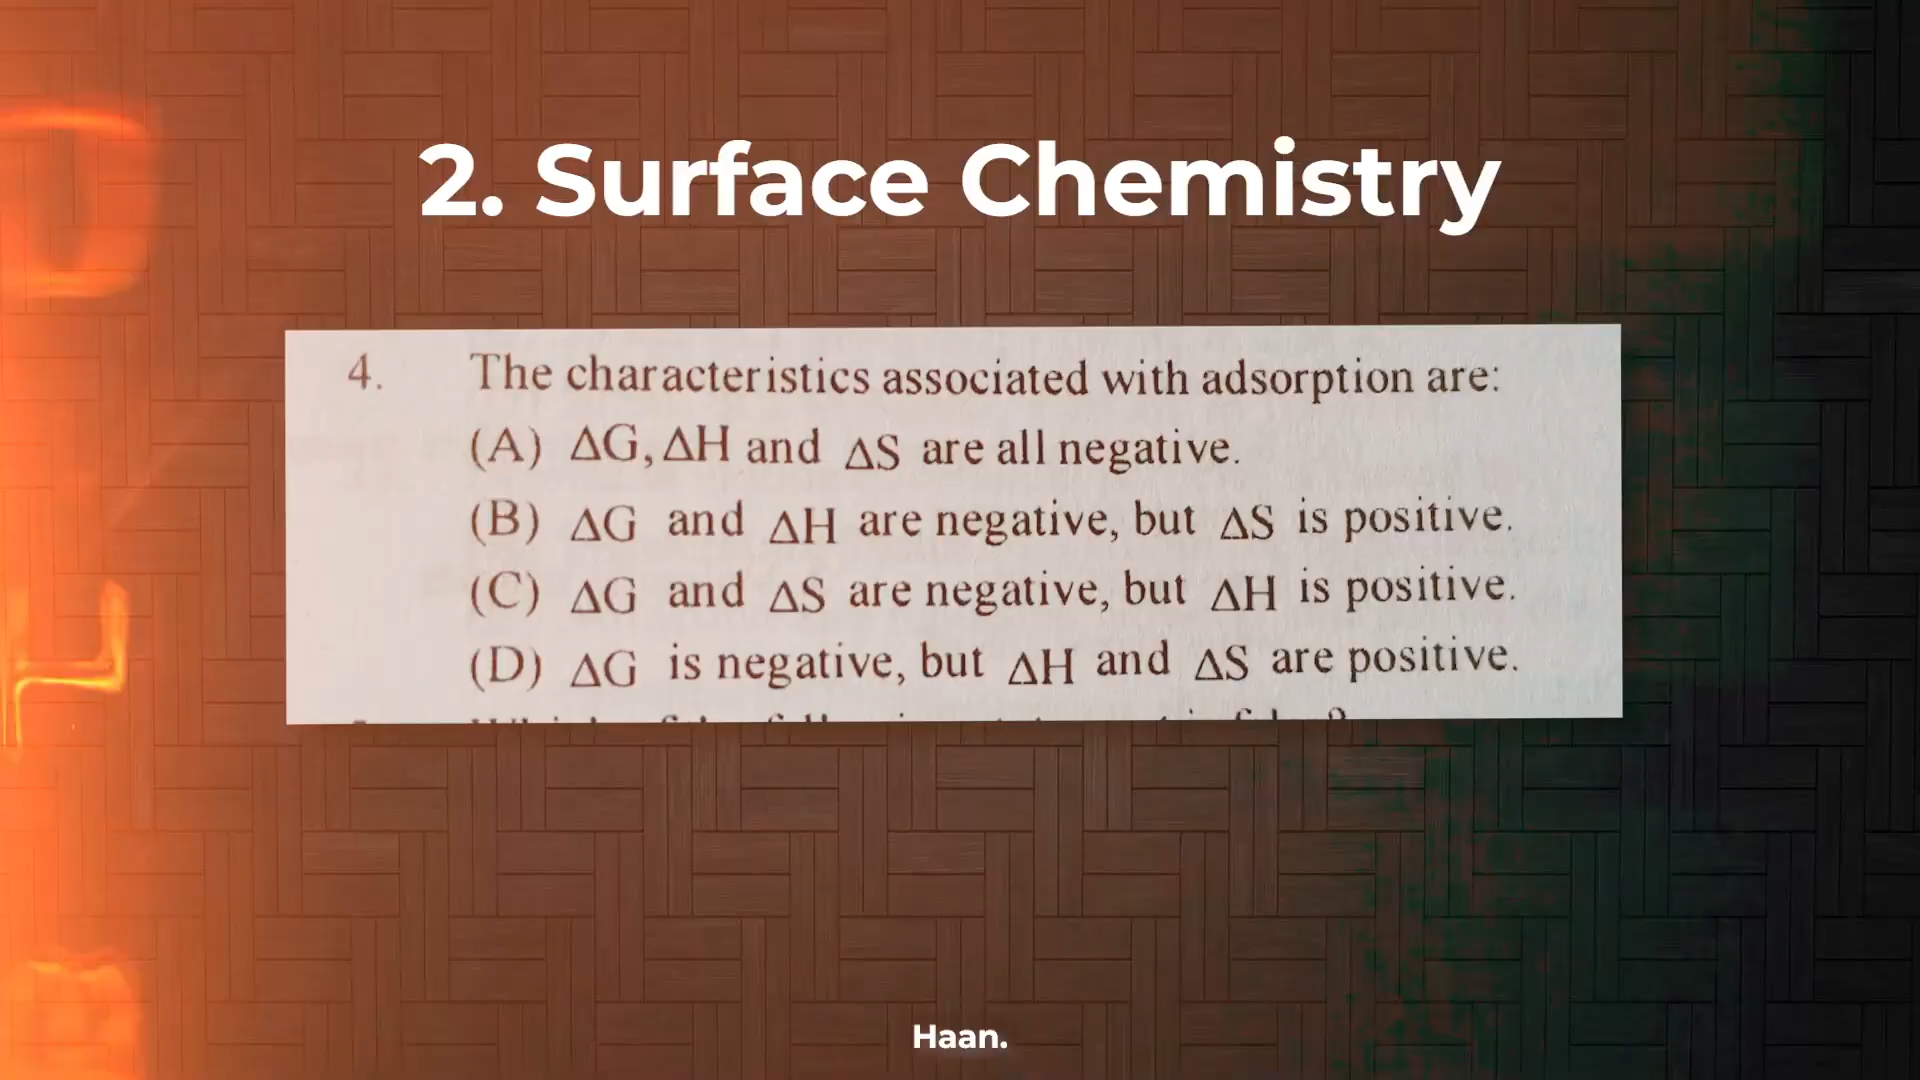 2. Surface Chemistry
4. The characteristics associated with adsorption are:
(A) ΔG, ΔH and ΔS are all negative.
(B) ΔG and ΔH are negative, but ΔS is positive.
(C) ΔG and ΔS are negative, but ΔH is positive.
(D) ΔG is negative, but ΔH and ΔS are positive.
Haan.